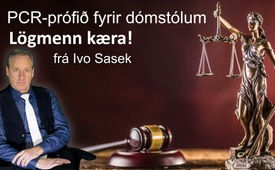 PCR-prófið fyrir dómstólum
Lögmenn kæra!
frá Ivo Sasek